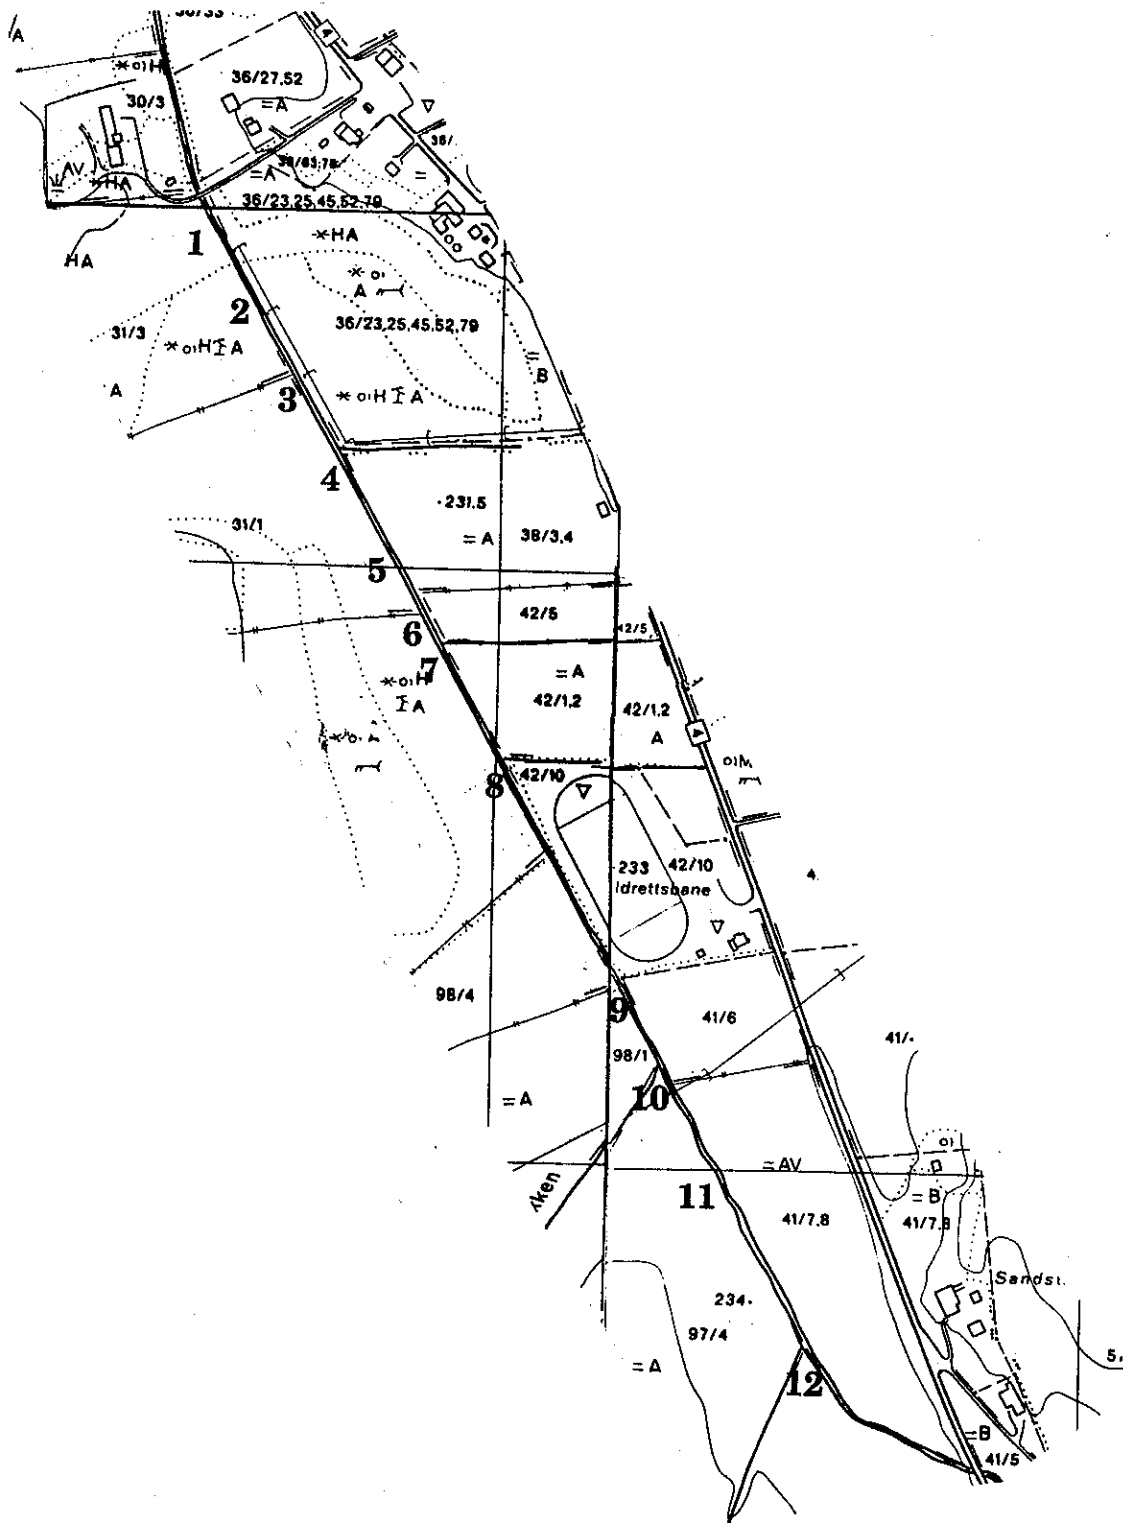 A
4
36/27,52
= A
30/3
AV
HA
= A
36/23,25,45,52,79
HA
1
HA
A
2
31/3
36/23,25,45,52,79
A
B
3
A
A
4
231.5
31/1
= A
38/3,4
5
42/5
42/5
6
7
= A
A
42/1,2
42/1,2
A
8
42/10
233
42/10
Idrettsbane
4
98/4
9
41/6
41/
98/1
10
= A
= AV
11
= B
41/7,8
41/7,8
Sandst.
234
97/4
5
= A
12
= B
41/5